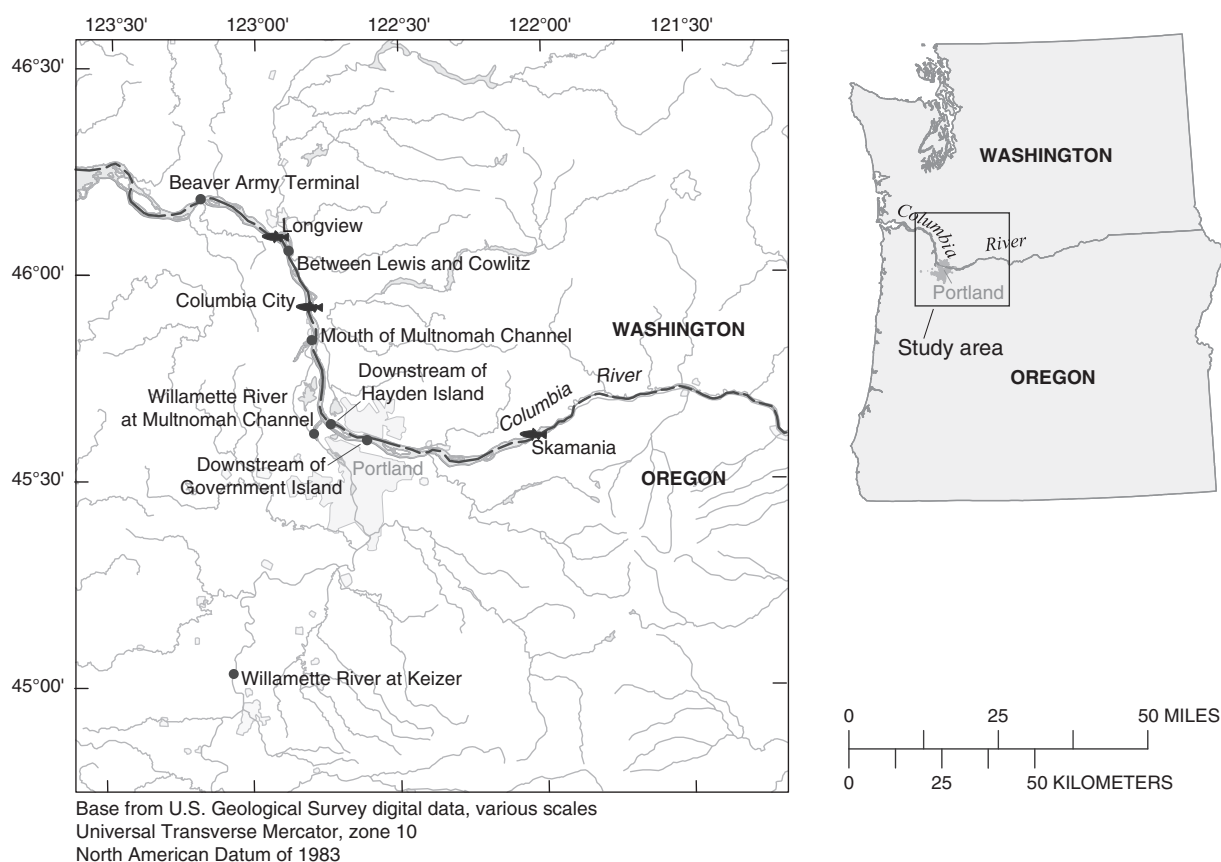 123°30' 123°00' 122°30' 122°00' 121°30'
46°30'
46°00'
45°30'
45°00'
Beaver Army Terminal
Longview
Between Lewis and Cowlitz
Columbia City
Mouth of Multnomah Channel
WASHINGTON
Downstream of
Hayden Island
Willamette River
at Multnomah Channel
Columbia River
Skamania
Downstream of
Government Island
Portland
OREGON
Willamette River at Keizer
Base from U.S. Geological Survey digital data, various scales
Universal Transverse Mercator, zone 10
North American Datum of 1983
WASHINGTON
Columbia River
Portland
Study area
OREGON
0 25 50 MILES
0 25 50 KILOMETERS